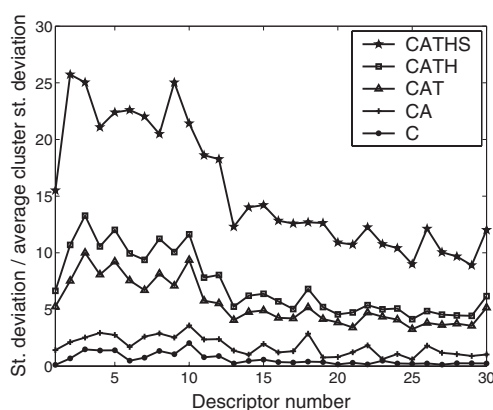 St. deviation / average cluster st. deviation
30
25
20
15
10
5
0
5
10
15
20
25
30
Descriptor number
CATHS
CATH
CAT
CA
C